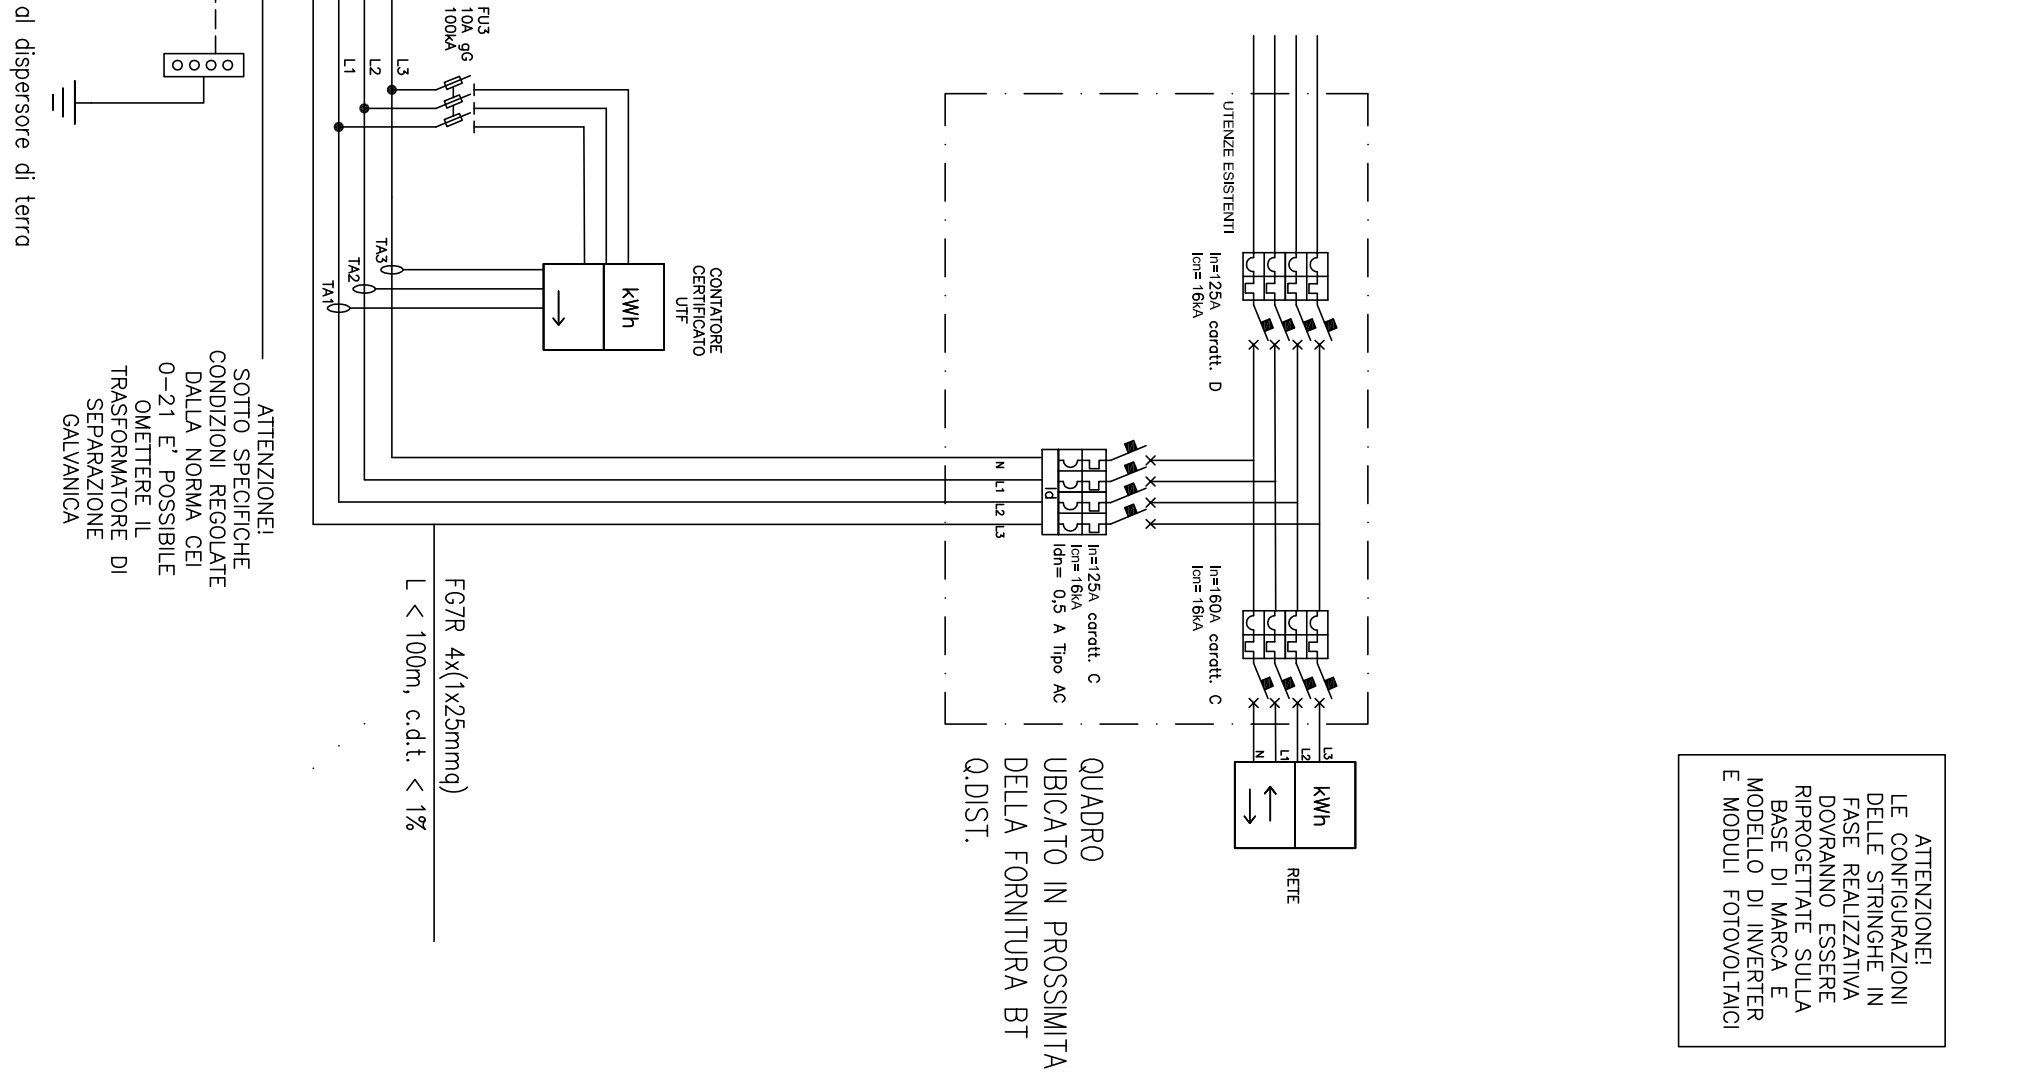 al dispersore di terra
FU3
10A gG
100kA
L3
L2
L1
TA3
TA2
TA1
kWh
CONTATORE
CERTIFICATO
UTF
ATTENZIONE!
SOTTO SPECIFICHE
CONDIZIONI REGOLATE
DALLA NORMA CEI
0-21 E' POSSIBILE
OMETTERE IL
TRASFORMATORE DI
SEPARAZIONE
GALVANICA
FG7R 4x(1x25mmq)
L < 100m, c.d.t. < 1%
UTENZE ESISTENTI
In=125A caratt. D
Icn= 16kA
N
L1
L2
L3
Id
In=125A caratt. C
Icn= 16kA
Idn= 0,5 A Tipo AC
In=160A caratt. C
Icn= 16kA
L3
L2
L1
N
kWh
RETE
QUADRO
UBICATO IN PROSSIMITA
DELLA FORNITURA BT
Q.DIST.
ATTENZIONE!
LE CONFIGURAZIONI
DELLE STRINGHE IN
FASE REALIZZATIVA
DOVRANNO ESSERE
RIPROGETTATE SULLA
BASE DI MARCA E
MODELLO DI INVERTER
E MODULI FOTOVOLTAICI